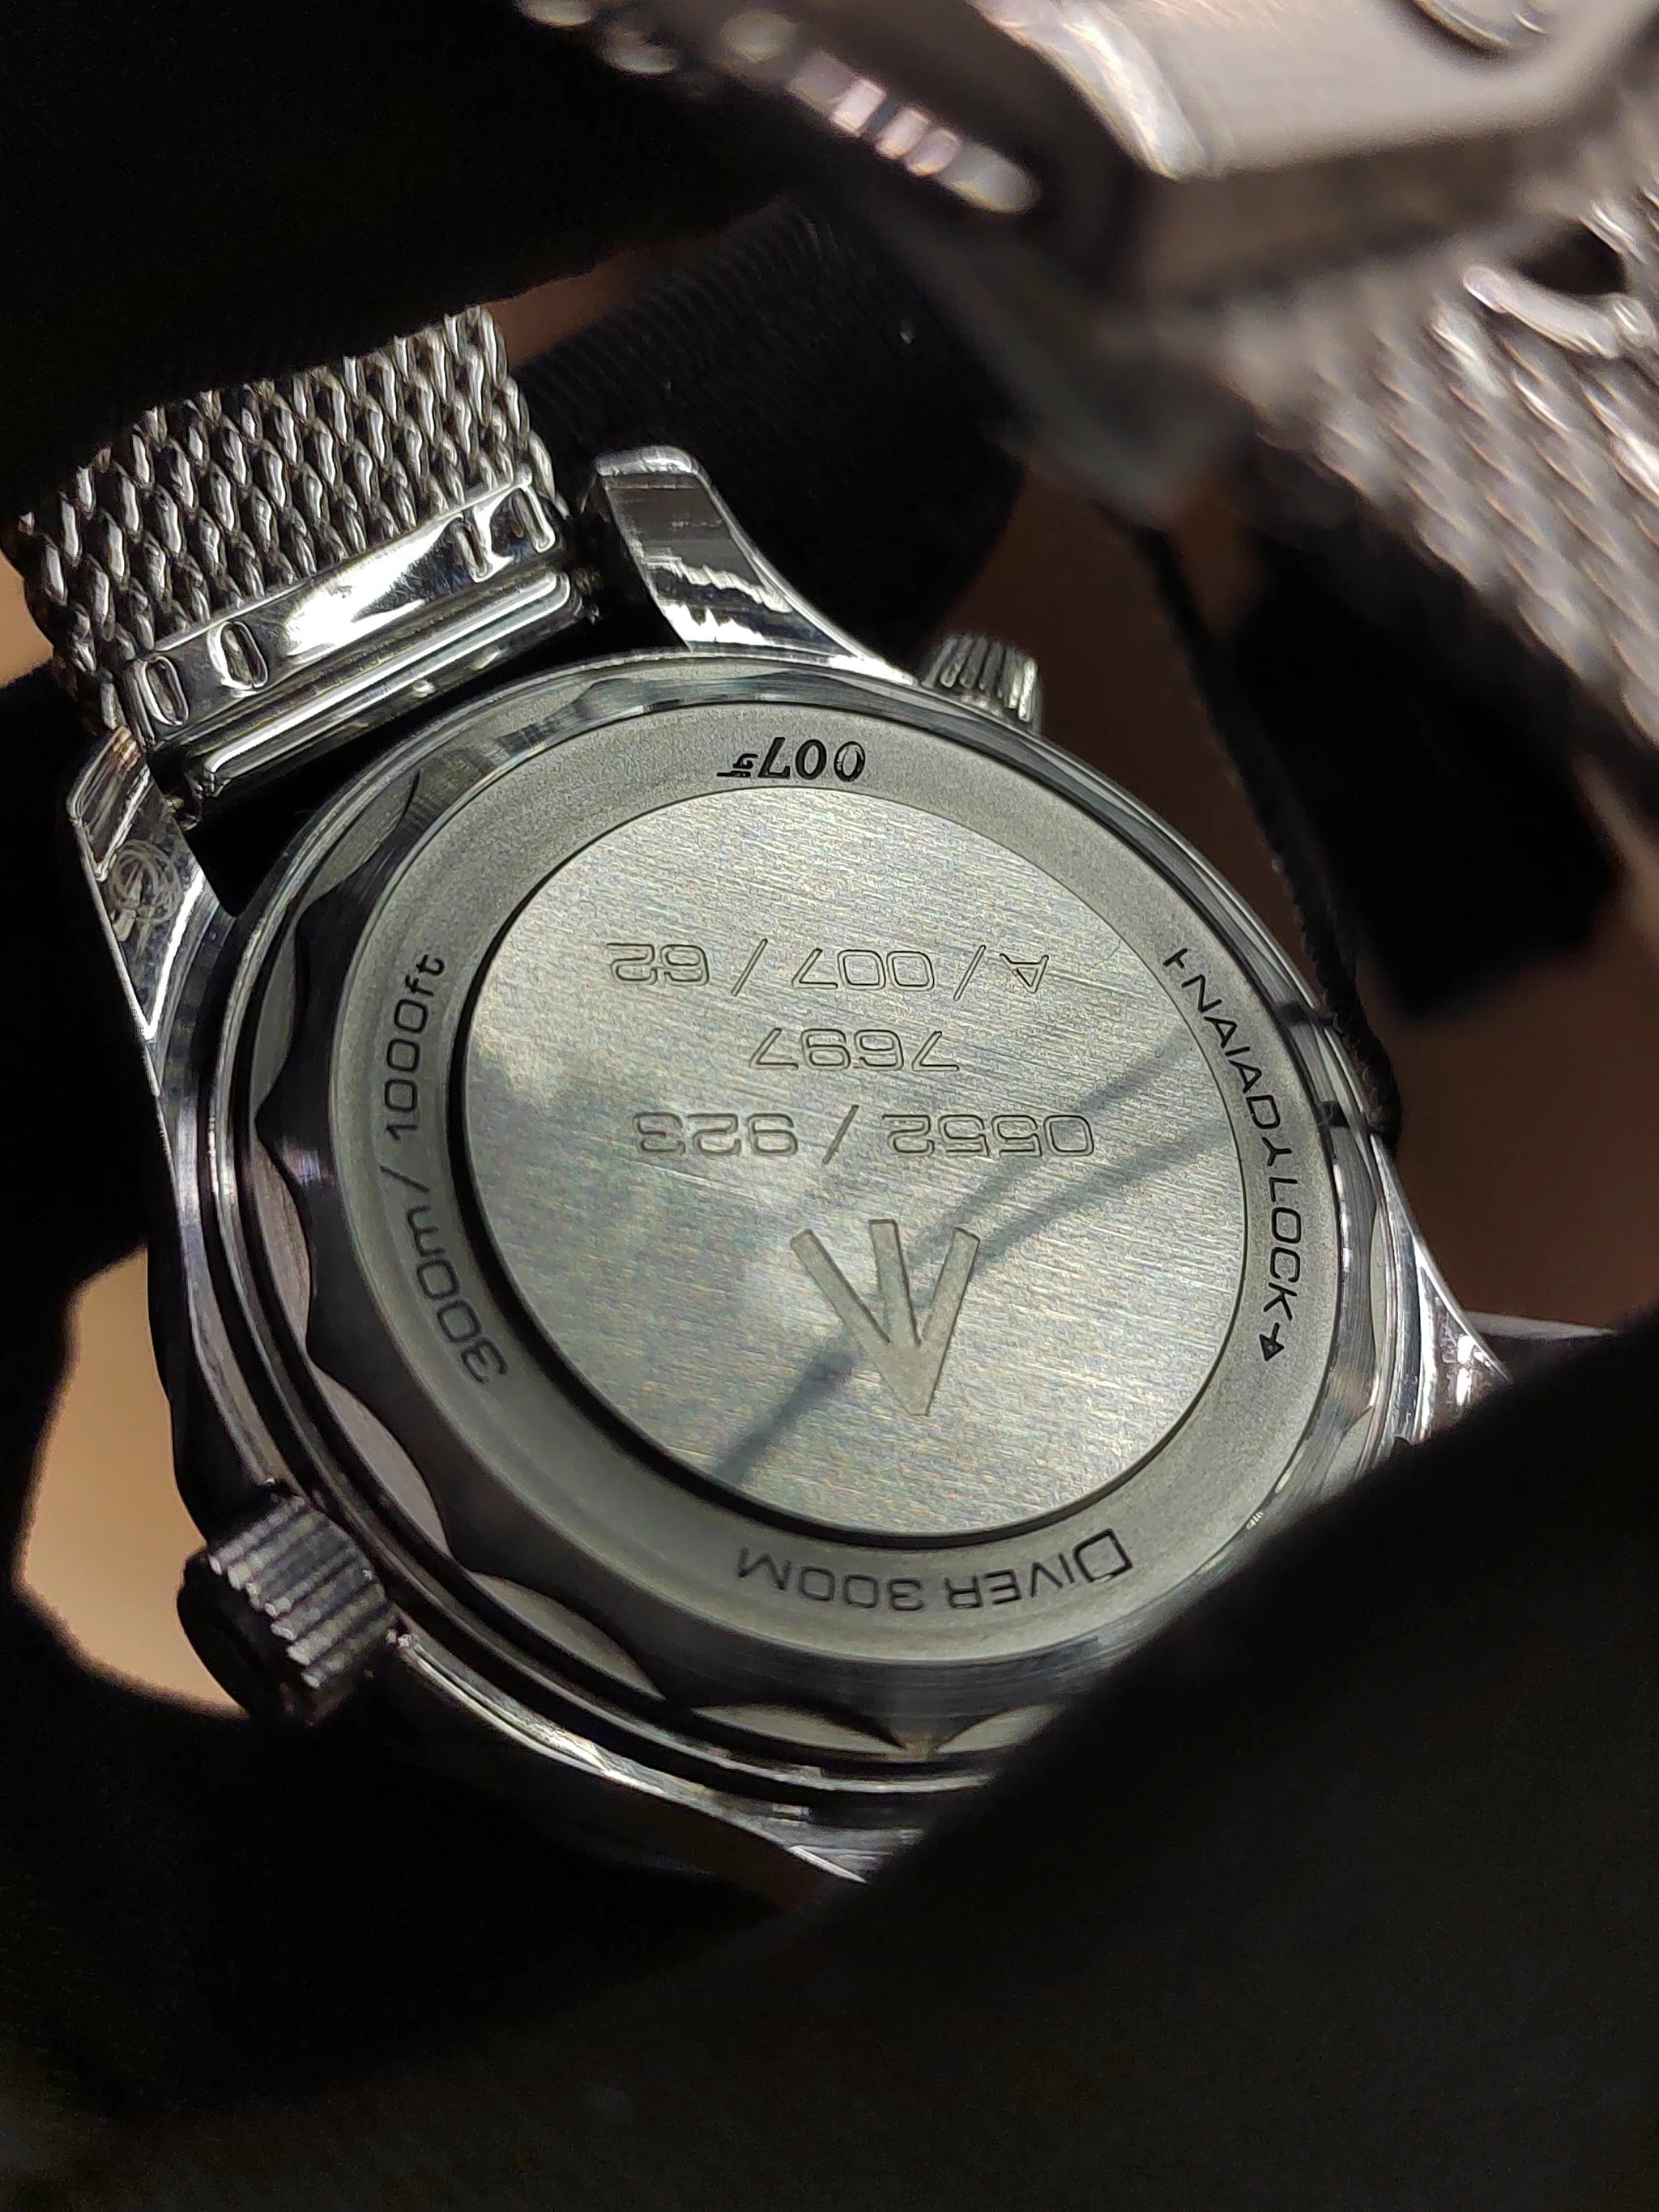 DIVER 300M
0552 / 923
7697
A / 007 / 62
007
NAIAD LOCK
300m / 1000ft